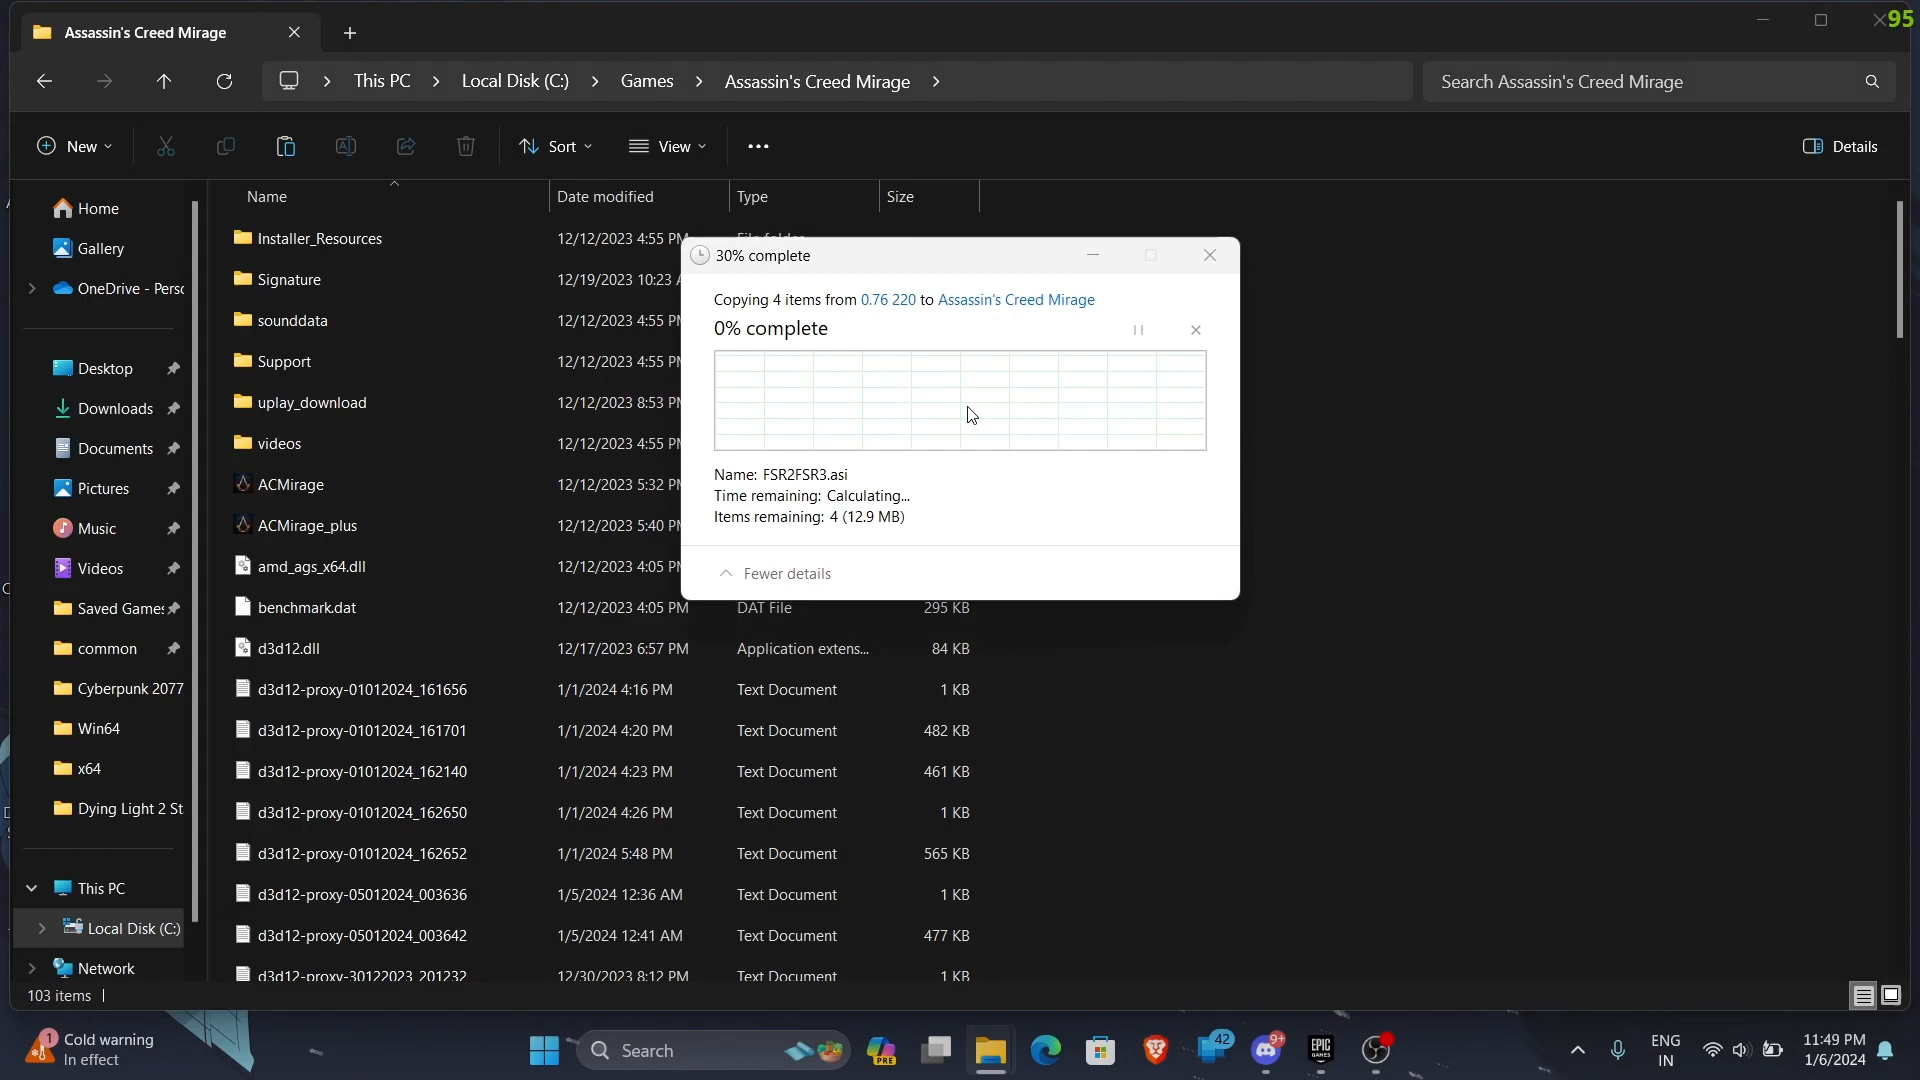 Assassin's Creed Mirage
95
This PC
Local Disk (C:)
Games
Assassin's Creed Mirage
Search Assassin's Creed Mirage
New
Sort
View
Details
Name
Date modified
Type
Size
Home
Gallery
OneDrive - Perso
Desktop
Downloads
Documents
Pictures
Music
Videos
Saved Games
common
Cyberpunk 2077
Win64
x64
Dying Light 2 St
This PC
Local Disk (C:)
Network
Installer_Resources 12/12/2023 4:55 PM File folder
Signature 12/19/2023 10:23 A
sounddata 12/12/2023 4:55 PM
Support 12/12/2023 4:55 PM
uplay_download 12/12/2023 8:53 PM
videos 12/12/2023 4:55 PM
ACMirage 12/12/2023 5:32 PM
ACMirage_plus 12/12/2023 5:40 PM
amd_ags_x64.dll 12/12/2023 4:05 PM
benchmark.dat 12/12/2023 4:05 PM DAT File 295 KB
d3d12.dll 12/17/2023 6:57 PM Application extens... 84 KB
d3d12-proxy-01012024_161656 1/1/2024 4:16 PM Text Document 1 KB
d3d12-proxy-01012024_161701 1/1/2024 4:20 PM Text Document 482 KB
d3d12-proxy-01012024_162140 1/1/2024 4:23 PM Text Document 461 KB
d3d12-proxy-01012024_162650 1/1/2024 4:26 PM Text Document 1 KB
d3d12-proxy-01012024_162652 1/1/2024 5:48 PM Text Document 565 KB
d3d12-proxy-05012024_003636 1/5/2024 12:36 AM Text Document 1 KB
d3d12-proxy-05012024_003642 1/5/2024 12:41 AM Text Document 477 KB
d3d12-proxy-30122023_201232 12/30/2023 8:12 PM Text Document 1 KB
30% complete
Copying 4 items from 0.76 220 to Assassin's Creed Mirage
0% complete
Name: FSR2FSR3.asi
Time remaining: Calculating...
Items remaining: 4 (12.9 MB)
Fewer details
103 items
1
Cold warning
In effect
Search
PRE
42
9+
EPIC
GAMES
ENG
IN
11:49 PM
1/6/2024